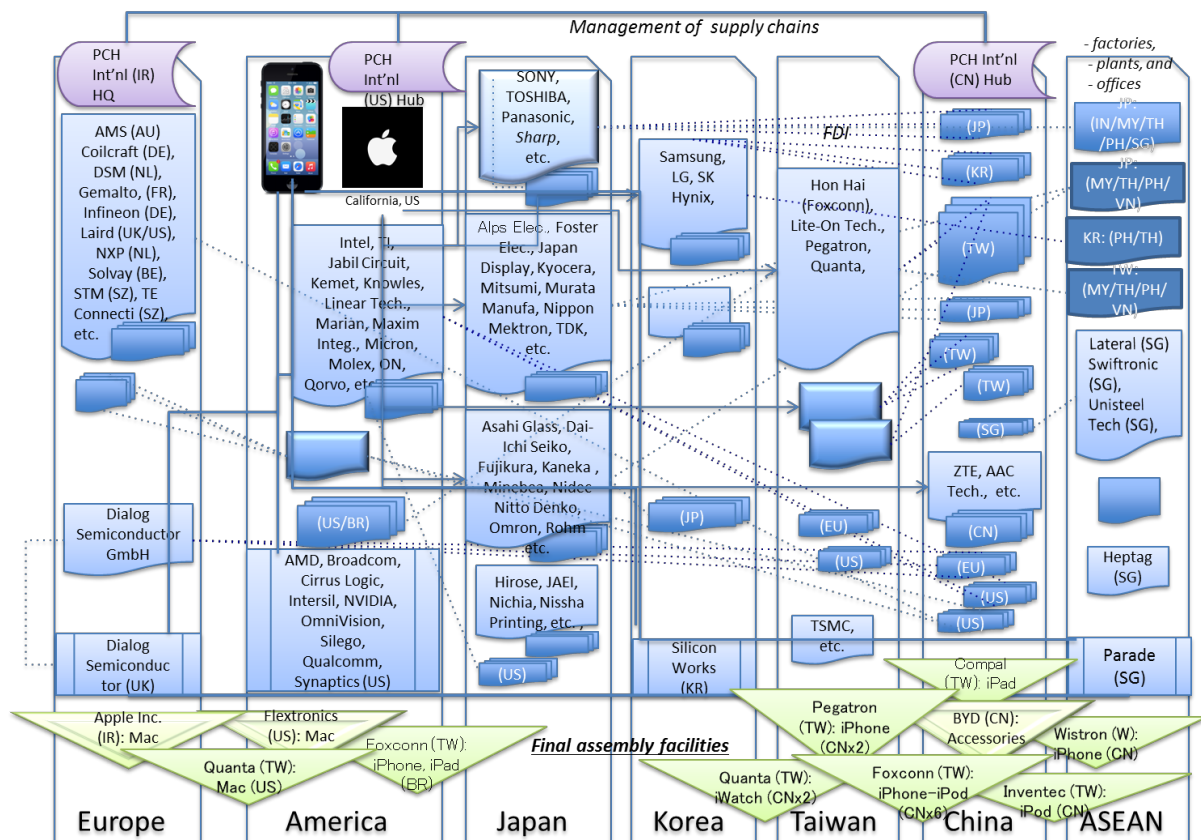 Management of supply chains
PCH
Int'nl (IR)
HQ
PCH
Int'nl
(US) Hub
PCH Int'nl
(CN) Hub
- factories,
- plants, and
- offices
AMS (AU)
Coilcraft (DE),
DSM (NL),
Gemalto, (FR),
Infineon (DE),
Laird (UK/US),
NXP (NL),
Solvay (BE),
STM (SZ), TE
Connecti (SZ),
etc.
Dialog
Semiconductor
GmbH
Dialog
Semiconduc
tor (UK)
California, US
Intel, TI,
Jabil Circuit,
Kemet, Knowles,
Linear Tech.,
Marian, Maxim
Integ., Micron,
Molex, ON,
Qorvo, etc
(US/BR)
AMD, Broadcom,
Cirrus Logic,
Intersil, NVIDIA,
OmniVision,
Silego,
Qualcomm,
Synaptics (US)
SONY,
TOSHIBA,
Panasonic,
Sharp,
etc.
Alps Elec., Foster
Elec., Japan
Display, Kyocera,
Mitsumi, Murata
Manufa, Nippon
Mektron, TDK,
etc.
Asahi Glass, Dai-
Ichi Seiko,
Fujikura, Kaneka ,
Minebea, Nidec
Nitto Denko,
Omron, Rohm
etc.
Hirose, JAEI,
Nichia, Nissha
Printing, etc. ,
(US)
Samsung,
LG, SK
Hynix,
(JP)
Silicon
Works
(KR)
FDI
Hon Hai
(Foxconn),
Lite-On Tech.,
Pegatron,
Quanta,
(EU)
(US)
TSMC,
etc.
(JP)
(KR)
(TW)
(JP)
(TW)
(TW)
(SG)
ZTE, AAC
Tech., etc.
(CN)
(EU)
(US)
(US)
JP:
(IN/MY/TH
/PH/SG)
JP:
(MY/TH/PH/
VN)
KR: (PH/TH)
TW:
(MY/TH/PH/
VN)
Lateral (SG)
Swiftronic
(SG),
Unisteel
Tech (SG),
Heptag
(SG)
Parade
(SG)
Apple Inc.
(IR): Mac
Flextronics
(US): Mac
Quanta (TW):
Mac (US)
Foxconn (TW):
iPhone, iPad
(BR)
Final assembly facilities
Compal
(TW): iPad
Pegatron
(TW): iPhone
(CNx2)
BYD (CN):
Accessories
Wistron (W):
iPhone (CN)
Quanta (TW):
iWatch (CNx2)
Foxconn (TW):
iPhone-iPod
(CNx6)
Inventec (TW):
iPod (CN)
Europe America Japan Korea Taiwan China ASEAN